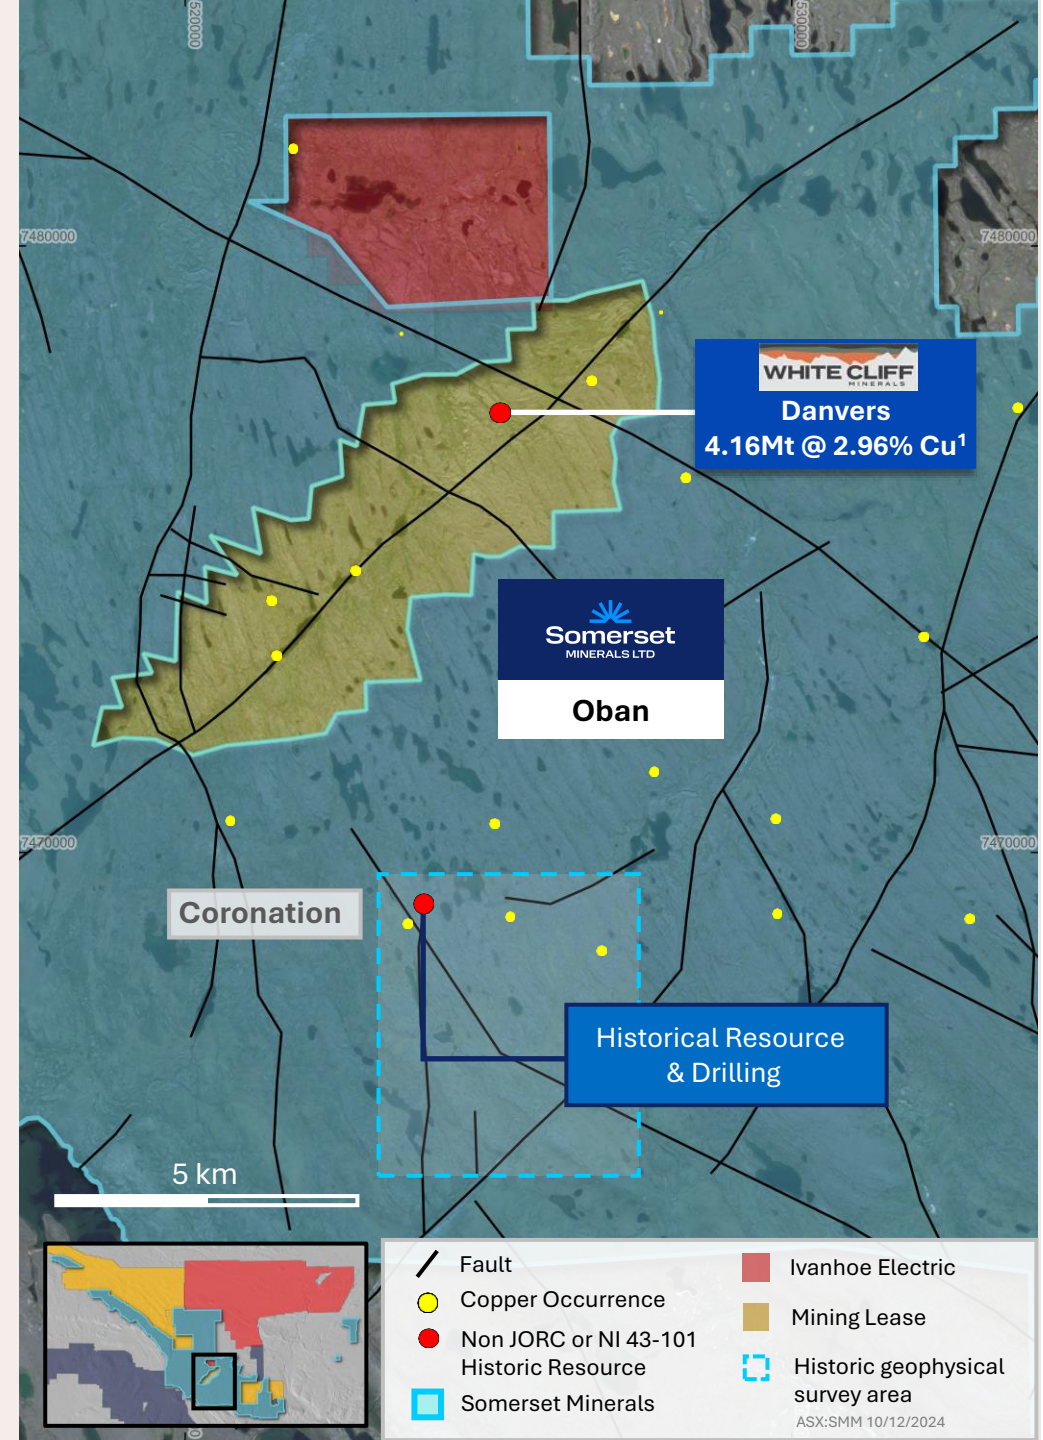 520000
530000
7480000
7480000
WHITE CLIFF
MINERALS
Danvers
4.16Mt @ 2.96% Cu¹
Somerset
MINERALS LTD
Oban
7470000
7470000
Coronation
Historical Resource
& Drilling
5 km
Fault
Copper Occurrence
Non JORC or NI 43-101
Historic Resource
Somerset Minerals
Ivanhoe Electric
Mining Lease
Historic geophysical
survey area
ASX:SMM 10/12/2024